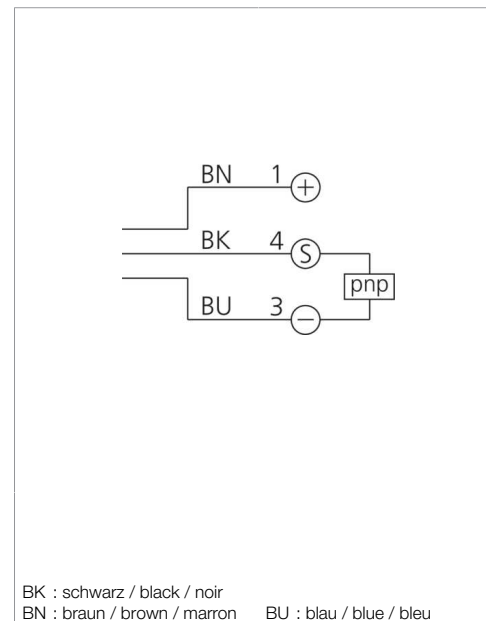 BN 1 +
BK 4 S
pnp
BU 3 −
BK : schwarz / black / noir
BN : braun / brown / marron BU : blau / blue / bleu